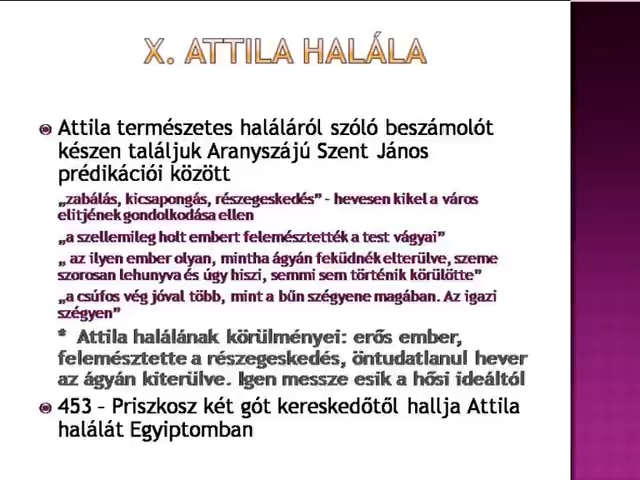 X. ATTILA HALÁLA
Attila természetes haláláról szóló beszámolót
készen találjuk Aranyszájú Szent János
prédikációi között
„zabálás, kicsapongás, részegeskedés” - hevesen kikel a város
elitjének gondolkodása ellen
„a szellemileg holt embert felemésztették a test vágyai”
„ az ilyen ember olyan, mintha ágyán feküdnék elterülve, szeme
szorosan lehunyva és úgy hiszi, semmi sem történik körülötte”
„a csúfos vég jóval több, mint a bűn szégyene magában. Az igazi
szégyen”
* Attila halálának körülményei: erős ember,
felemésztette a részegeskedés, öntudatlanul hever
az ágyán kiterülve. Igen messze esik a hősi ideáltól
453 – Priszkosz két gót kereskedőtől hallja Attila
halálát Egyiptomban